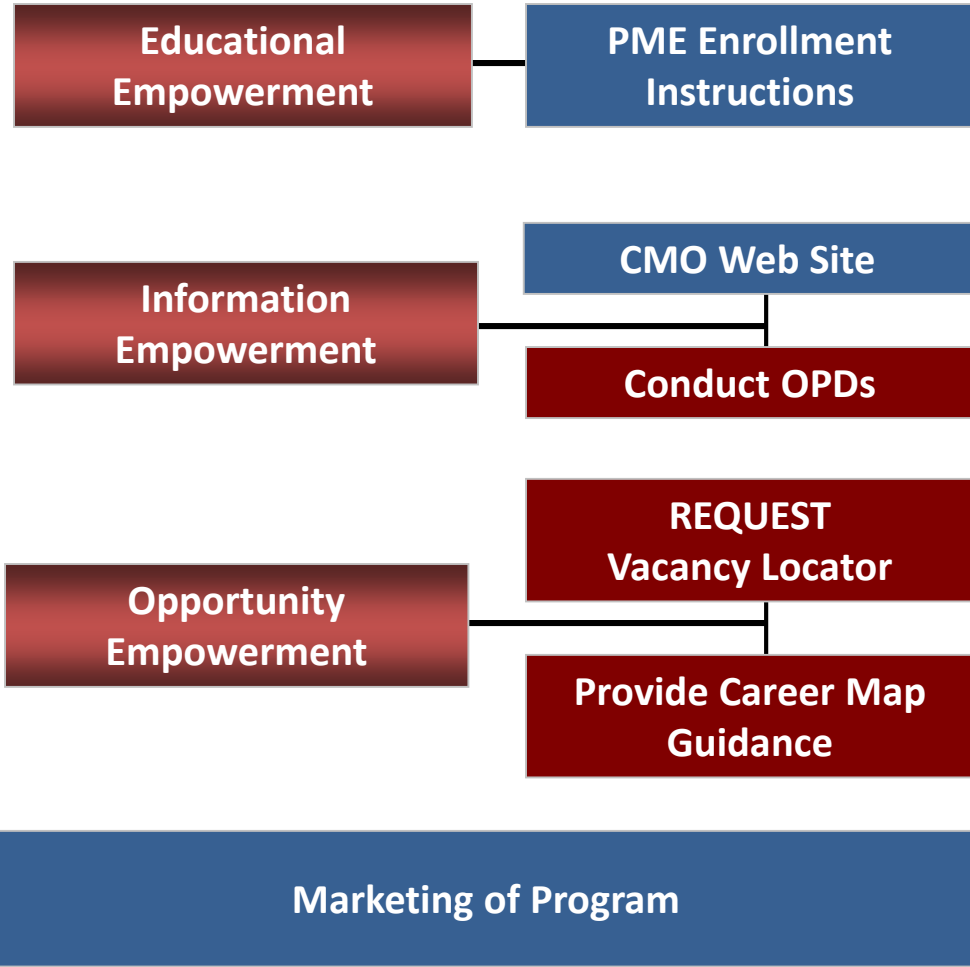 Educational
Empowerment
PME Enrollment
Instructions
Information
Empowerment
CMO Web Site
Conduct OPDs
Opportunity
Empowerment
REQUEST
Vacancy Locator
Provide Career Map
Guidance
Marketing of Program